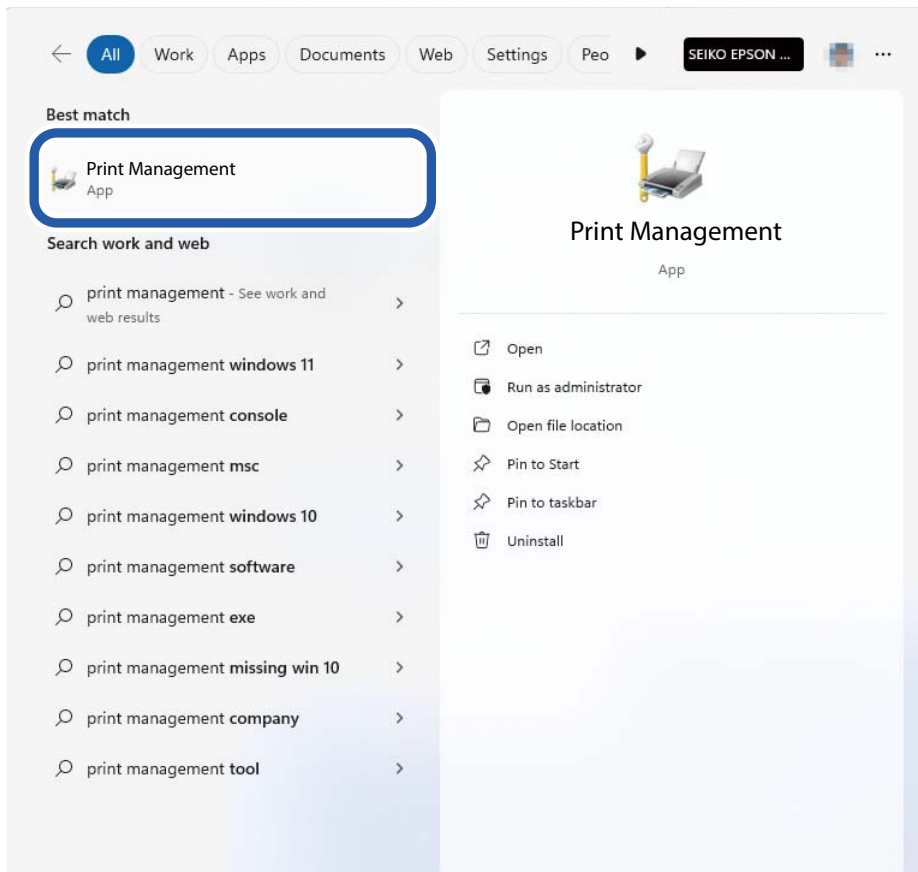 All
Work
Apps
Documents
Web
Settings
Peo
SEIKO EPSON ...
Best match
Print Management
App
Search work and web
print management - See work and
web results
print management windows 11
print management console
print management msc
print management windows 10
print management software
print management exe
print management missing win 10
print management company
print management tool
Print Management
App
Open
Run as administrator
Open file location
Pin to Start
Pin to taskbar
Uninstall